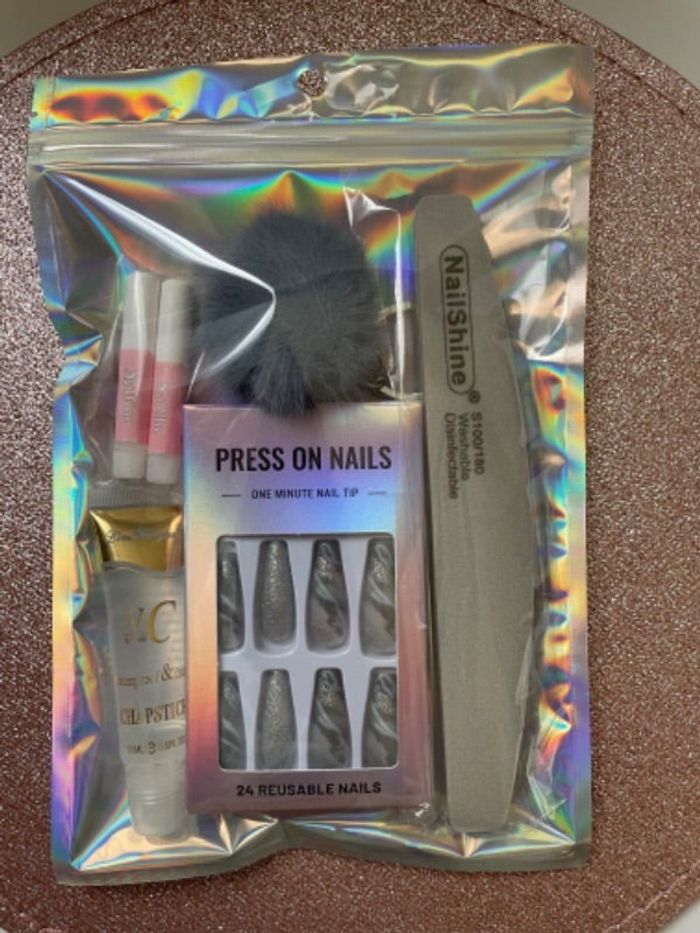 NailShine®
S100/180
Washable
Disinfectable
PRESS ON NAILS
ONE MINUTE NAIL TIP
24 REUSABLE NAILS
&
CHAPSTICK